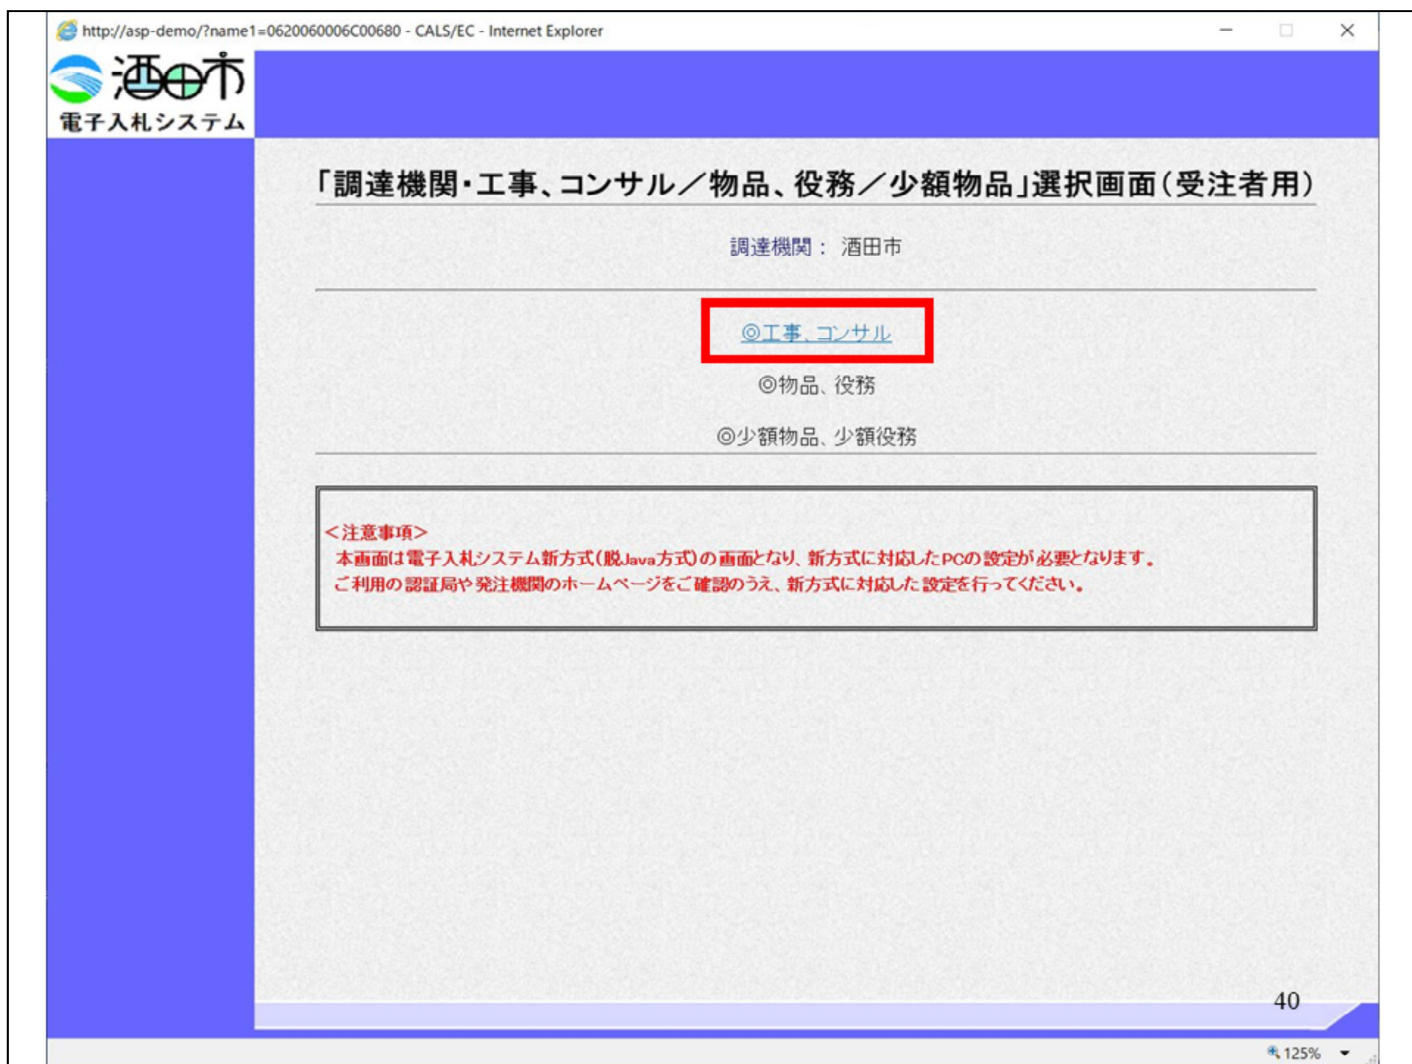 http://asp-demo/?name1=0620060006C00680 - CALS/EC - Internet Explorer
酒田市
電子入札システム
「調達機関・工事、コンサル／物品、役務／少額物品」選択画面（受注者用）
調達機関： 酒田市
◎工事、コンサル
◎物品、役務
◎少額物品、少額役務
＜注意事項＞
本画面は電子入札システム新方式（脱Java方式）の画面となり、新方式に対応したPCの設定が必要となります。
ご利用の認証局や発注機関のホームページをご確認のうえ、新方式に対応した設定を行ってください。
40
125%